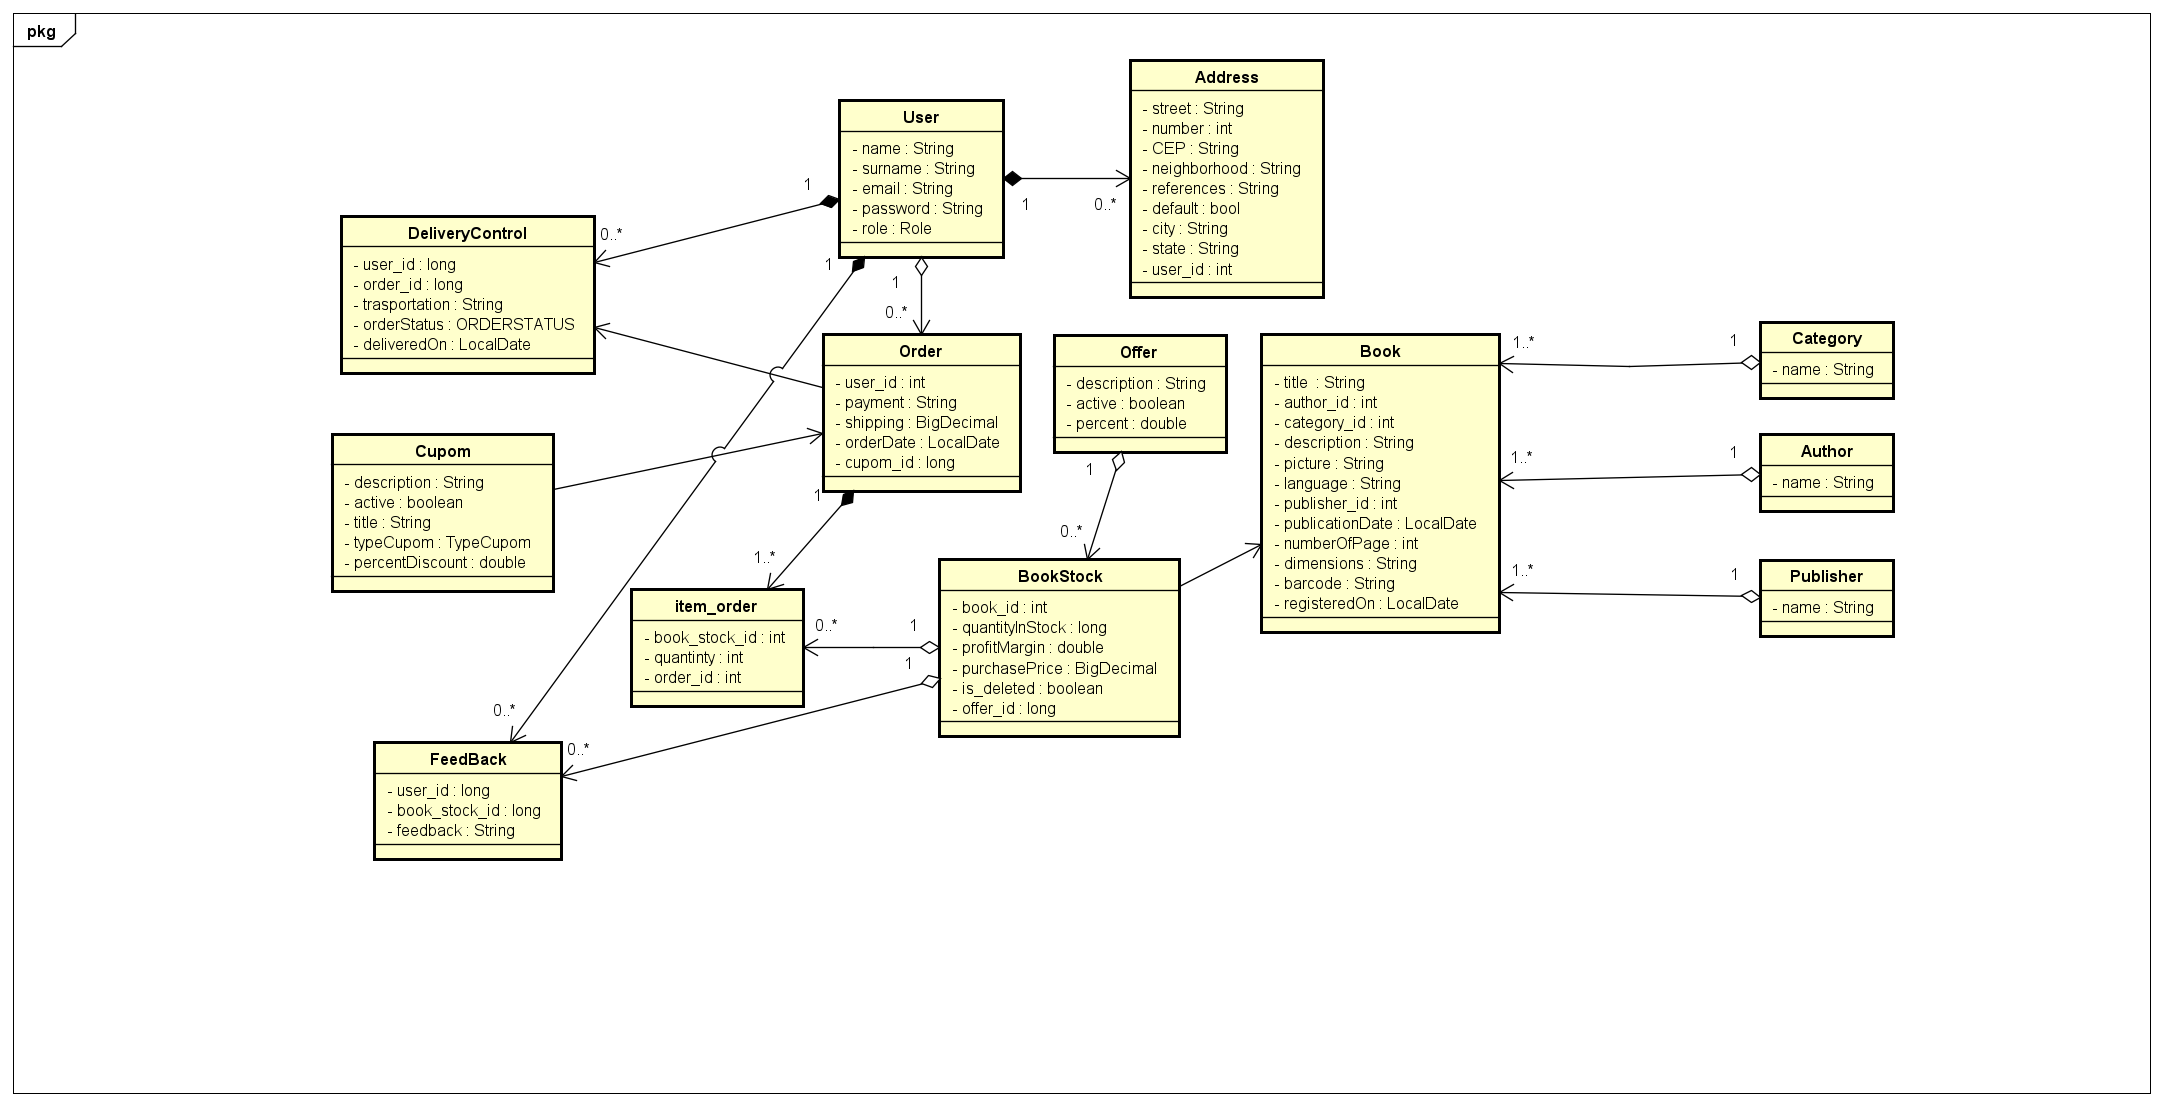 pkg
User
- name : String
- surname : String
- email : String
- password : String
- role : Role
Address
- street : String
- number : int
- CEP : String
- neighborhood : String
- references : String
- default : bool
- city : String
- state : String
- user_id : int
1
0..*
1
0..*
1
0..*
1
0..*
DeliveryControl
- user_id : long
- order_id : long
- trasportation : String
- orderStatus : ORDERSTATUS
- deliveredOn : LocalDate
Order
- user_id : int
- payment : String
- shipping : BigDecimal
- orderDate : LocalDate
- cupom_id : long
1
1..*
Offer
- description : String
- active : boolean
- percent : double
1
0..*
Book
- title  : String
- author_id : int
- category_id : int
- description : String
- picture : String
- language : String
- publisher_id : int
- publicationDate : LocalDate
- numberOfPage : int
- dimensions : String
- barcode : String
- registeredOn : LocalDate
1..*
1
Category
- name : String
1..*
1
Author
- name : String
1..*
1
Publisher
- name : String
Cupom
- description : String
- active : boolean
- title : String
- typeCupom : TypeCupom
- percentDiscount : double
item_order
- book_stock_id : int
- quantinty : int
- order_id : int
0..*
1
1
0..*
BookStock
- book_id : int
- quantityInStock : long
- profitMargin : double
- purchasePrice : BigDecimal
- is_deleted : boolean
- offer_id : long
FeedBack
- user_id : long
- book_stock_id : long
- feedback : String